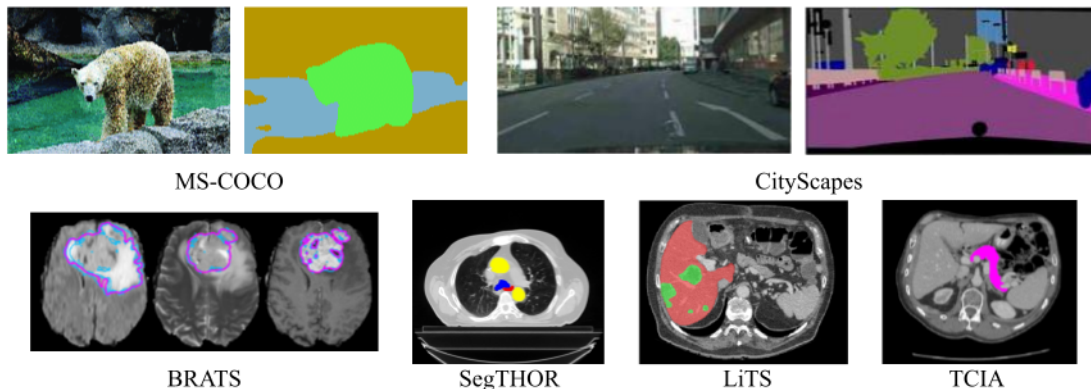 MS-COCO
CityScapes
BRATS
SegTHOR
LiTS
TCIA